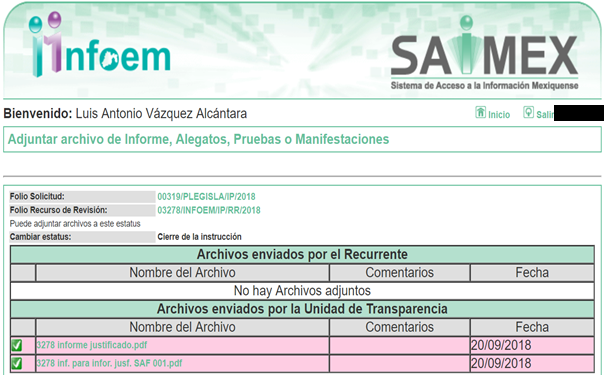 infoem
SAIMEX
Sistema de Acceso a la Información Mexiquense
Bienvenido: Luis Antonio Vázquez Alcántara
Inicio Salir
Adjuntar archivo de Informe, Alegatos, Pruebas o Manifestaciones
Folio Solicitud: 00319/PLEGISLA/IP/2018
Folio Recurso de Revisión: 03278/INFOEM/IP/RR/2018
Puede adjuntar archivos a este estatus
Cambiar estatus: Cierre de la instrucción
Archivos enviados por el Recurrente
Nombre del Archivo Comentarios Fecha
No hay Archivos adjuntos
Archivos enviados por la Unidad de Transparencia
Nombre del Archivo Comentarios Fecha
3278 informe justificado.pdf 20/09/2018
3278 inf. para infor. jusf. SAF 001.pdf 20/09/2018